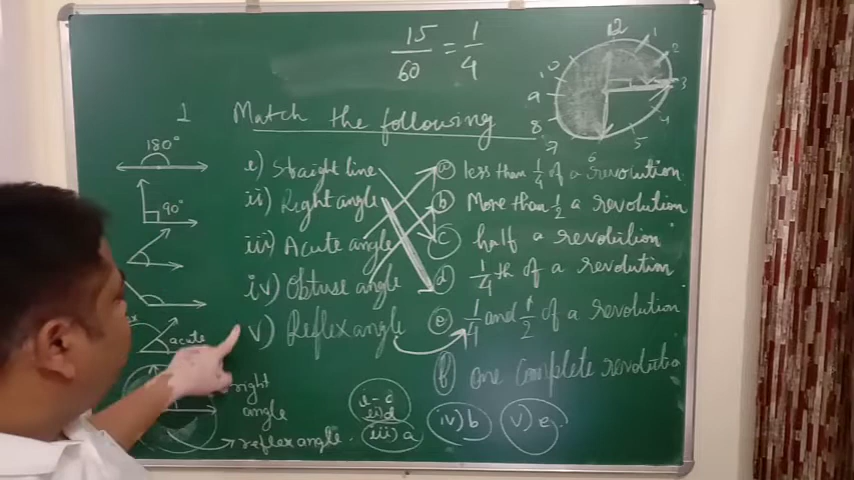 15/60 = 1/4
12
1
2
3
4
5
6
7
8
9
10
1 Match the following
180°
i) Straight line
a) less than 1/4 of a revolution
90°
ii) Right angle
b) More than 1/2 a revolution
iii) Acute angle
c) half a revolution
iv) Obtuse angle
d) 1/4th of a revolution
v) Reflex angle
e) 1/4 and 1/2 of a revolution
acute
f) one complete revolution
right
angle
reflex angle
i-c
ii) d
iii) a
iv) b
v) e